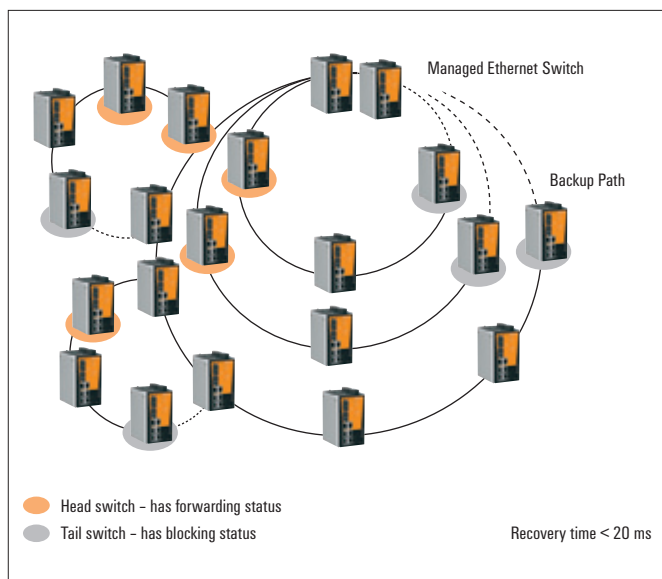 Managed Ethernet Switch
Backup Path
Head switch – has forwarding status
Tail switch – has blocking status
Recovery time < 20 ms